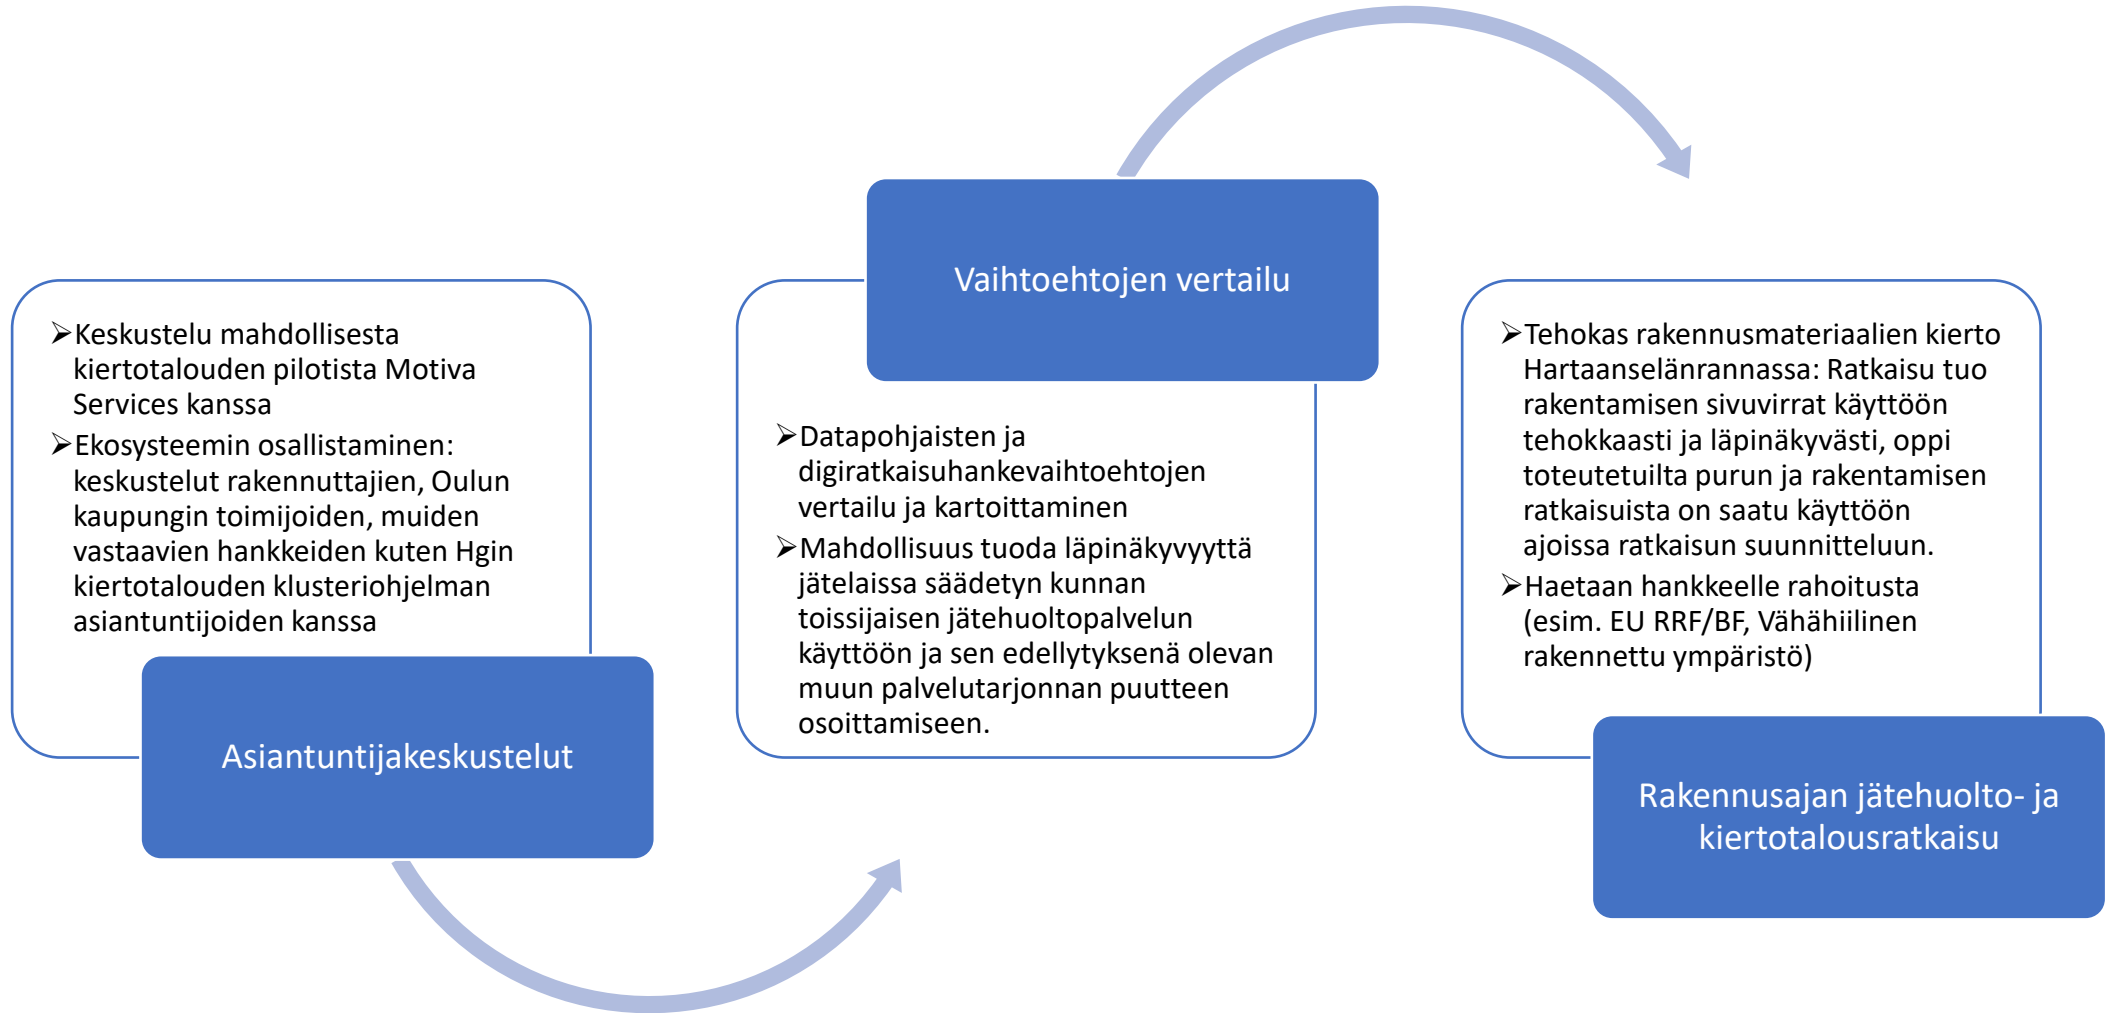 ➢Keskustelu mahdollisesta
kiertotalouden pilotista Motiva
Services kanssa
➢Ekosysteemin osallistaminen:
keskustelut rakennuttajien, Oulun
kaupungin toimijoiden, muiden
vastaavien hankkeiden kuten Hgin
kiertotalouden klusteriohjelman
asiantuntijoiden kanssa
Asiantuntijakeskustelut
Vaihtoehtojen vertailu
➢Datapohjaisten ja
digiratkaisuhankevaihtoehtojen
vertailu ja kartoittaminen
➢Mahdollisuus tuoda läpinäkyvyyttä
jätelaissa säädetyn kunnan
toissijaisen jätehuoltopalvelun
käyttöön ja sen edellytyksenä olevan
muun palvelutarjonnan puutteen
osoittamiseen.
➢Tehokas rakennusmateriaalien kierto
Hartaanselänrannassa: Ratkaisu tuo
rakentamisen sivuvirrat käyttöön
tehokkaasti ja läpinäkyvästi, oppi
toteutetuilta purun ja rakentamisen
ratkaisuista on saatu käyttöön
ajoissa ratkaisun suunnitteluun.
➢Haetaan hankkeelle rahoitusta
(esim. EU RRF/BF, Vähähiilinen
rakennettu ympäristö)
Rakennusajan jätehuolto- ja
kiertotalousratkaisu